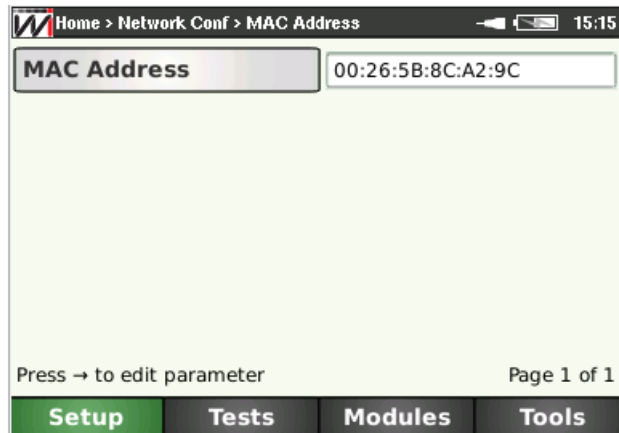 Home > Network Conf > MAC Address 15:15
MAC Address 00:26:5B:8C:A2:9C
Press → to edit parameter Page 1 of 1
Setup Tests Modules Tools